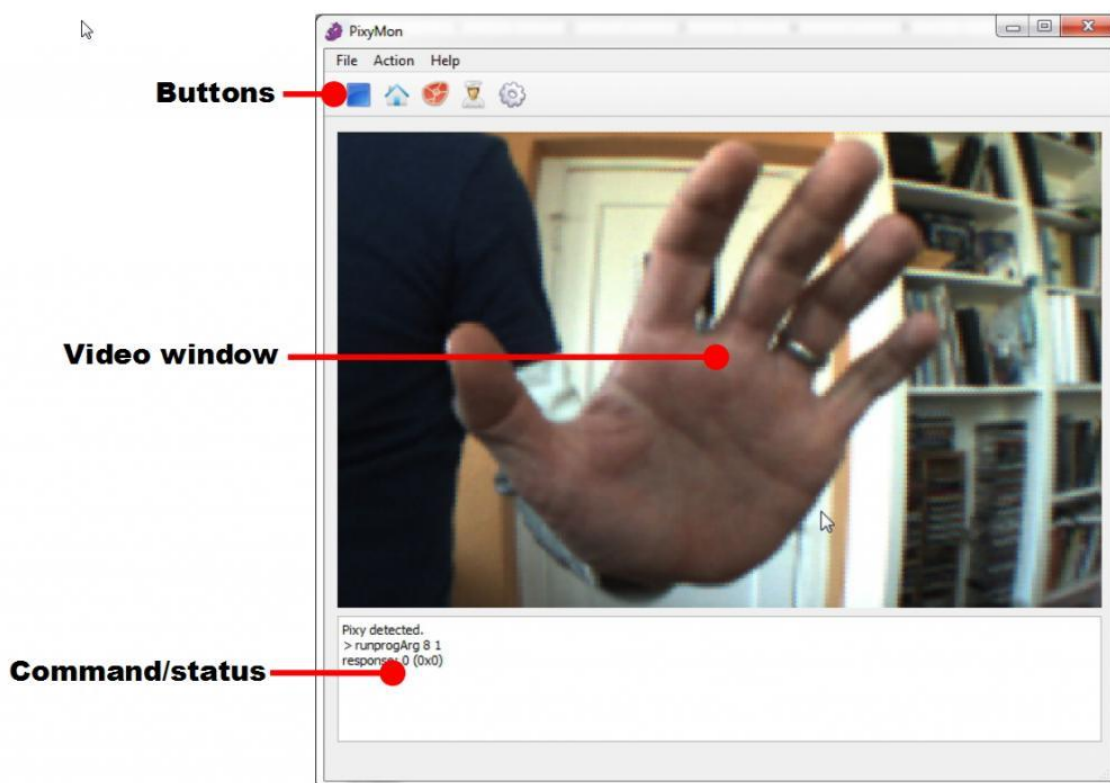 PixyMon
File Action Help
Buttons
Video window
Pixy detected.
> runprogArg 8 1
response: 0 (0x0)
Command/status